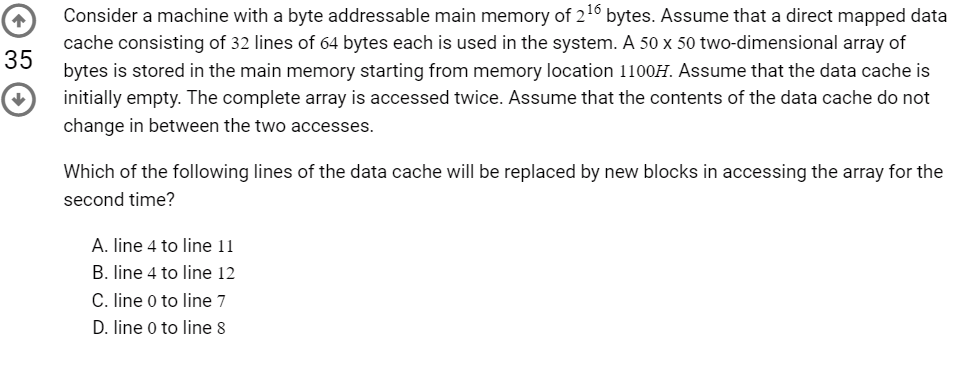 Consider a machine with a byte addressable main memory of 2¹⁶ bytes. Assume that a direct mapped data
cache consisting of 32 lines of 64 bytes each is used in the system. A 50 x 50 two-dimensional array of
35
bytes is stored in the main memory starting from memory location 1100H. Assume that the data cache is
initially empty. The complete array is accessed twice. Assume that the contents of the data cache do not
change in between the two accesses.
Which of the following lines of the data cache will be replaced by new blocks in accessing the array for the
second time?
A. line 4 to line 11
B. line 4 to line 12
C. line 0 to line 7
D. line 0 to line 8